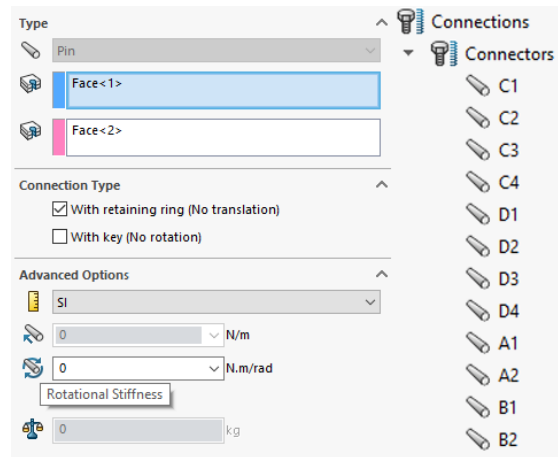 Type
Pin
Face<1>
Face<2>
Connection Type
With retaining ring (No translation)
With key (No rotation)
Advanced Options
SI
0 N/m
0 N.m/rad
Rotational Stiffness
0 kg
Connections
Connectors
C1
C2
C3
C4
D1
D2
D3
D4
A1
A2
B1
B2